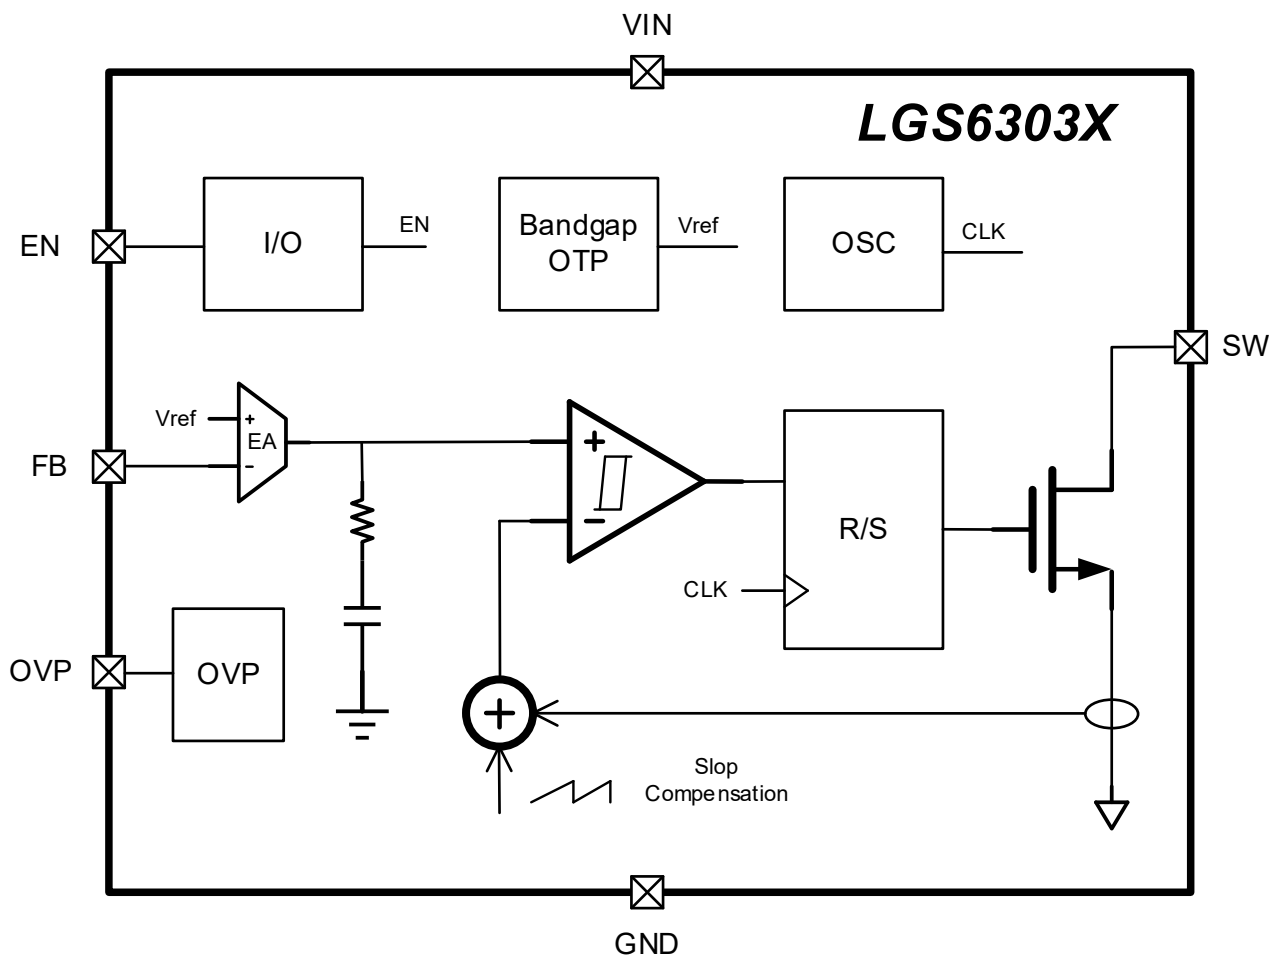 VIN
LGS6303X
EN
I/O
EN
Bandgap
OTP
Vref
OSC
CLK
SW
Vref
+
EA
-
FB
+
-
R/S
CLK
OVP
OVP
+
Slop
Compensation
GND